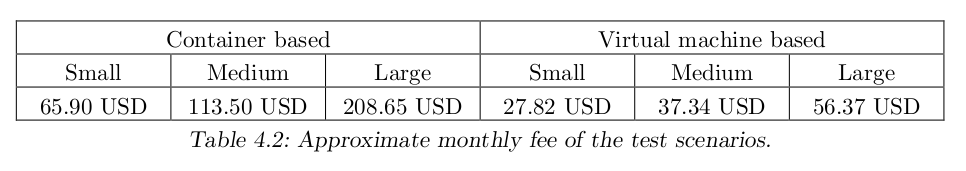 Container based Virtual machine based
Small Medium Large Small Medium Large
65.90 USD 113.50 USD 208.65 USD 27.82 USD 37.34 USD 56.37 USD
Table 4.2: Approximate monthly fee of the test scenarios.